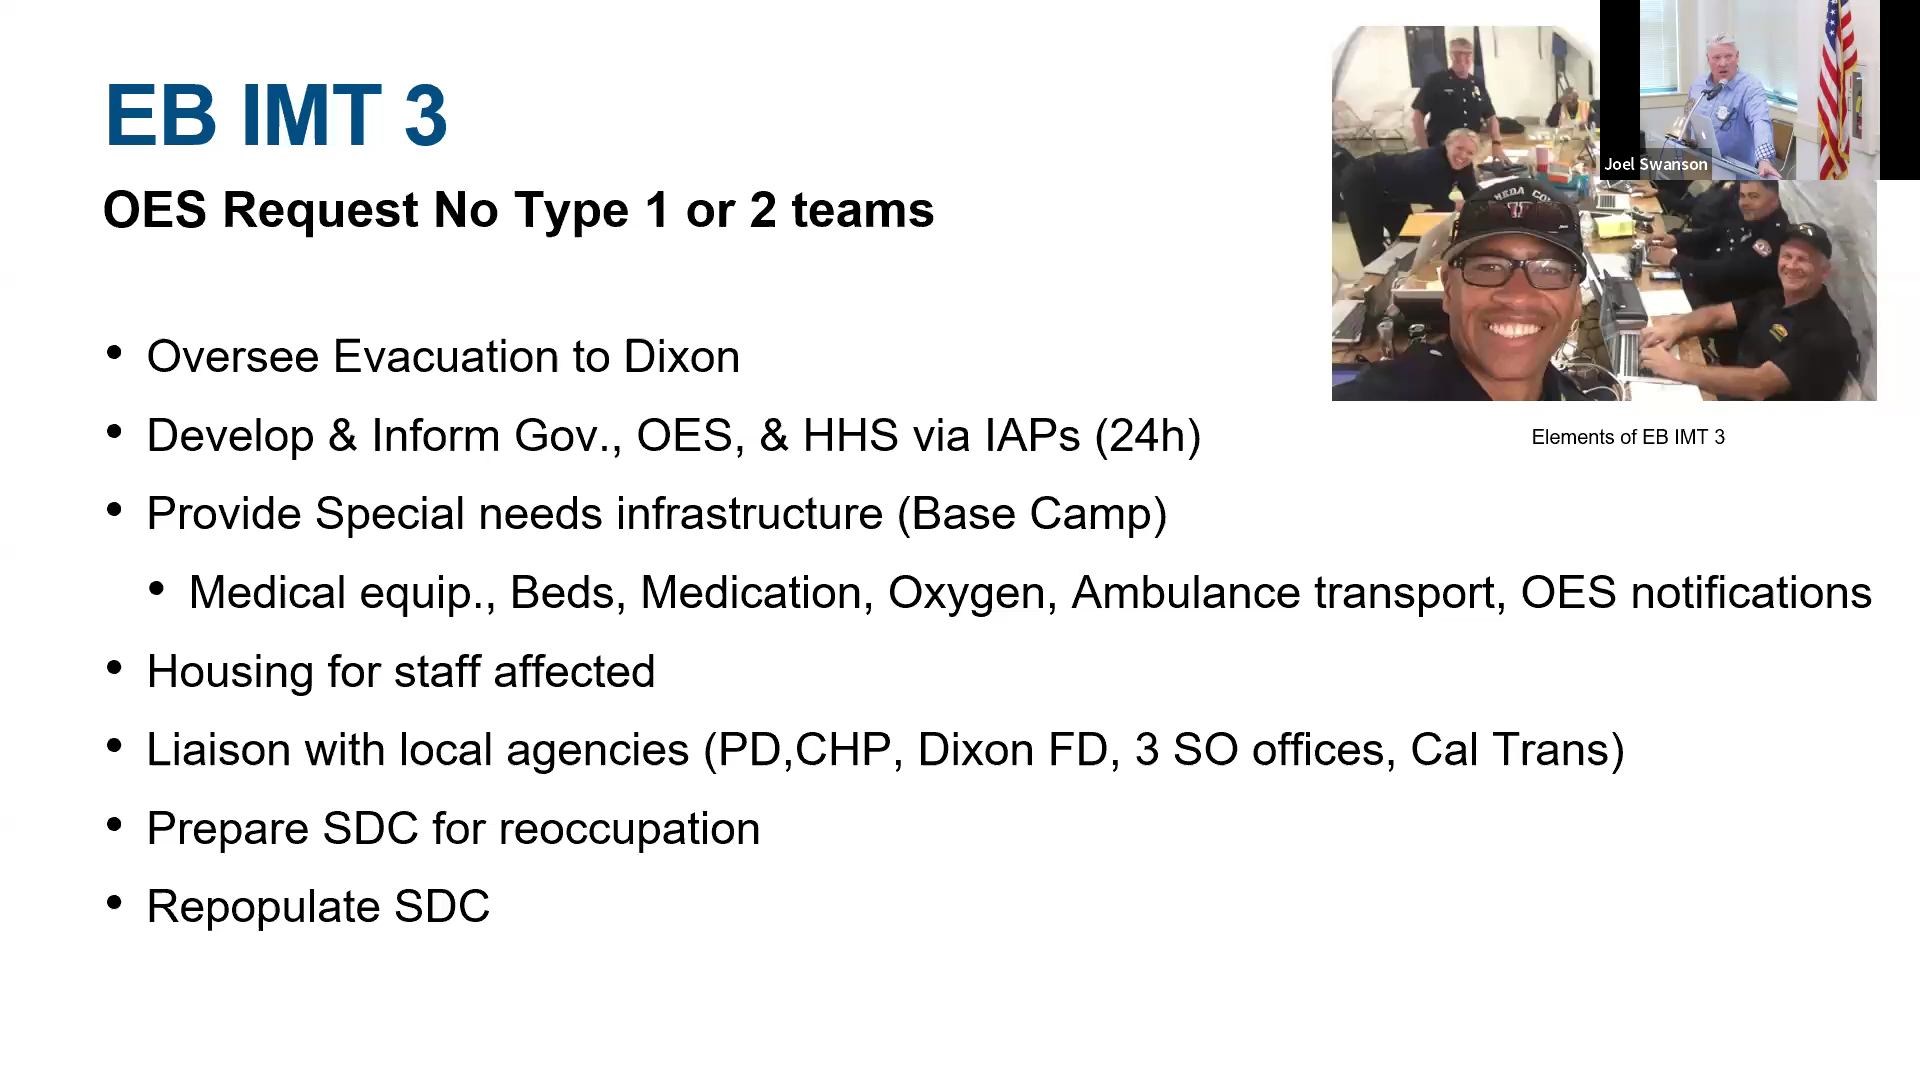 EB IMT 3
OES Request No Type 1 or 2 teams
• Oversee Evacuation to Dixon
• Develop & Inform Gov., OES, & HHS via IAPs (24h)
• Provide Special needs infrastructure (Base Camp)
• Medical equip., Beds, Medication, Oxygen, Ambulance transport, OES notifications
• Housing for staff affected
• Liaison with local agencies (PD,CHP, Dixon FD, 3 SO offices, Cal Trans)
• Prepare SDC for reoccupation
• Repopulate SDC
Joel Swanson
Elements of EB IMT 3